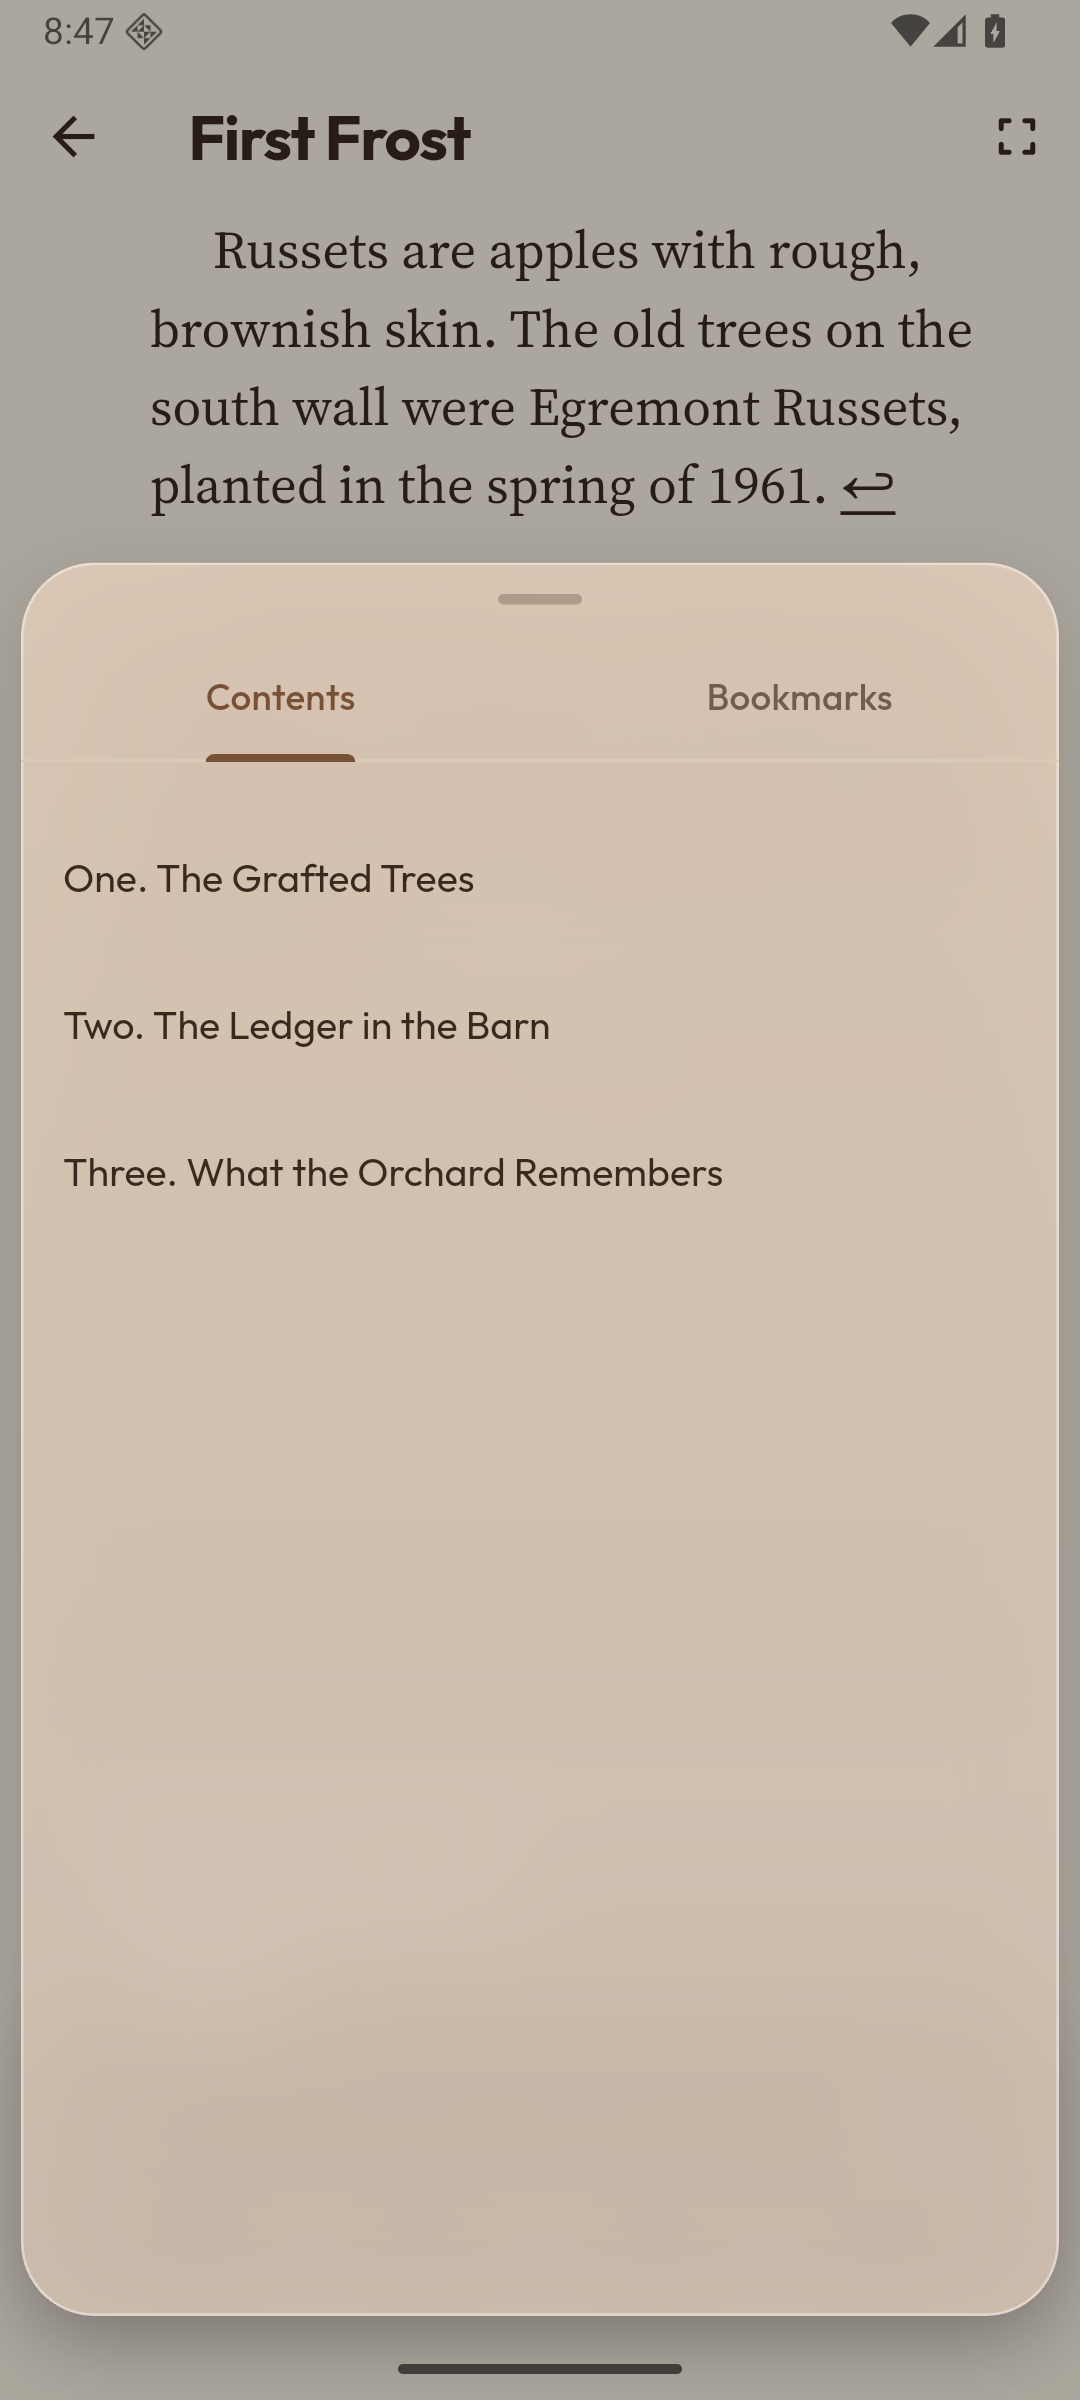 8:47
First Frost
Russets are apples with rough,
brownish skin. The old trees on the
south wall were Egremont Russets,
planted in the spring of 1961. ↩
Contents
Bookmarks
One. The Grafted Trees
Two. The Ledger in the Barn
Three. What the Orchard Remembers